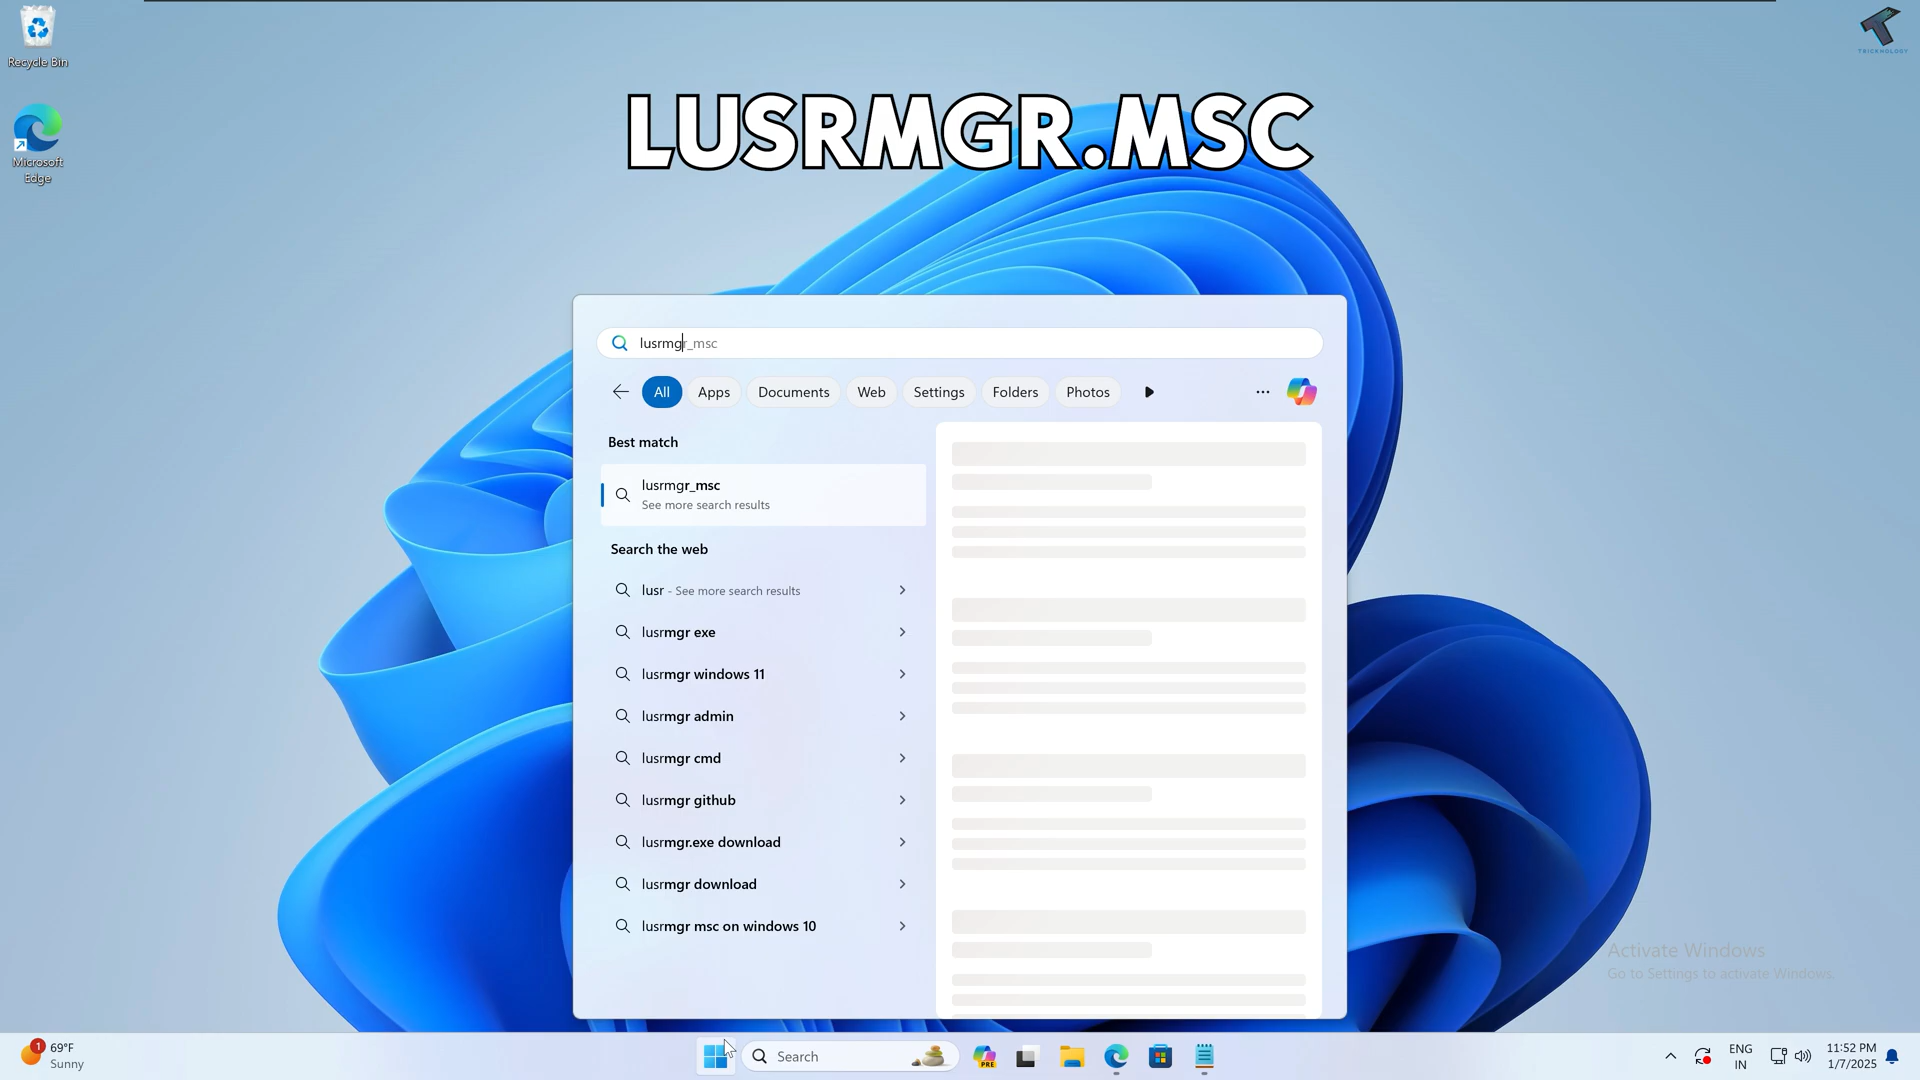 Recycle Bin
Microsoft
Edge
TRICKNOLOGY
LUSRMGR.MSC
lusrmgr_msc
All
Apps
Documents
Web
Settings
Folders
Photos
Best match
lusrmgr_msc
See more search results
Search the web
lusr - See more search results
lusrmgr exe
lusrmgr windows 11
lusrmgr admin
lusrmgr cmd
lusrmgr github
lusrmgr.exe download
lusrmgr download
lusrmgr msc on windows 10
Activate Windows
Go to Settings to activate Windows.
1
69°F
Sunny
Search
PRE
ENG
IN
11:52 PM
1/7/2025